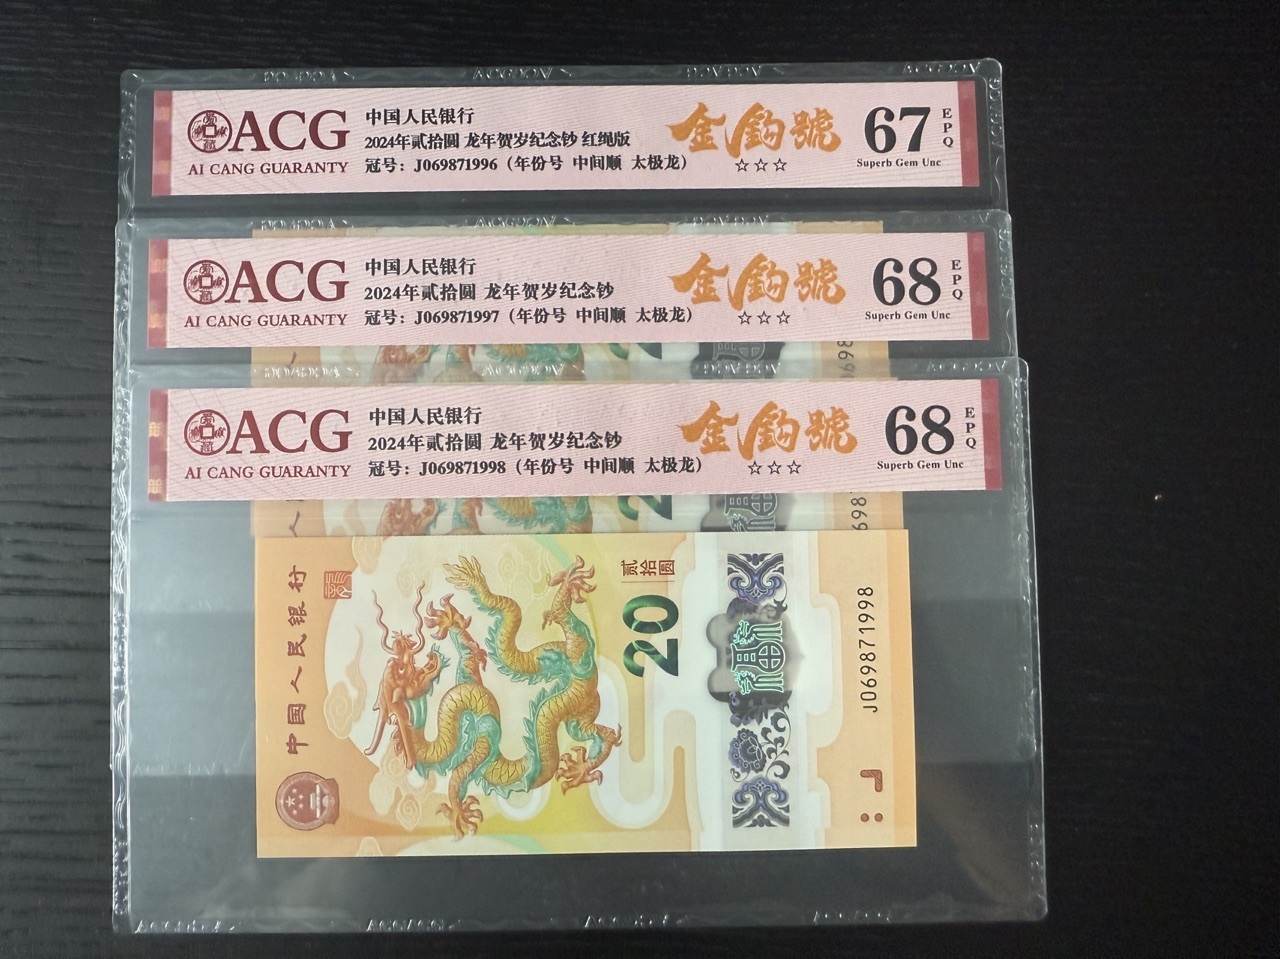 ACG
AI CANG GUARANTY
中国人民银行
2024年贰拾圆 龙年贺岁纪念钞 红绳版
冠号：J069871996（年份号 中间顺 太极龙）
金鈎號
☆☆☆
67
EPQ
Superb Gem Unc
ACG
AI CANG GUARANTY
中国人民银行
2024年贰拾圆 龙年贺岁纪念钞
冠号：J069871997（年份号 中间顺 太极龙）
金鈎號
☆☆☆
68
EPQ
Superb Gem Unc
ACG
AI CANG GUARANTY
中国人民银行
2024年贰拾圆 龙年贺岁纪念钞
冠号：J069871998（年份号 中间顺 太极龙）
金鈎號
☆☆☆
68
EPQ
Superb Gem Unc
中国人民银行
贰拾圆
20
福
J069871998